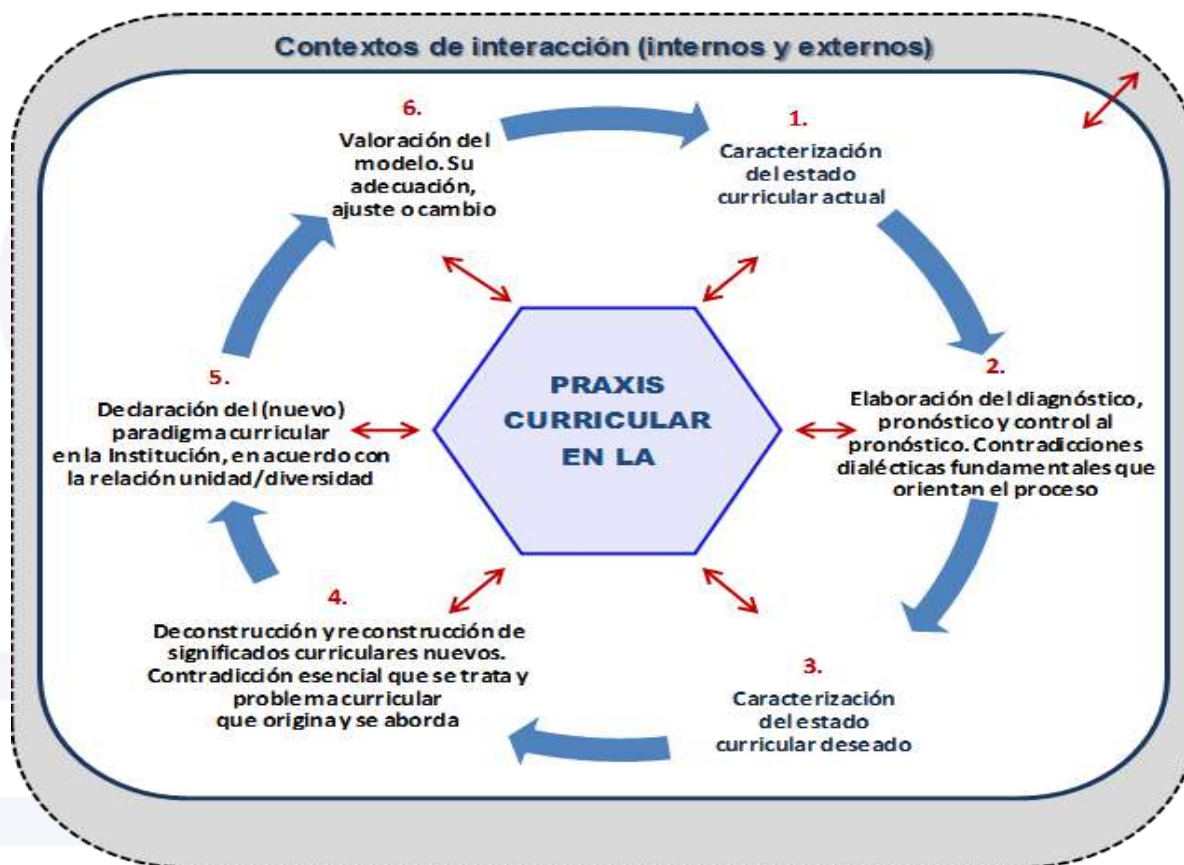 Contextos de interacción (internos y externos)
1.
Caracterización
del estado
curricular actual
2.
Elaboración del diagnóstico,
pronóstico y control al
pronóstico. Contradicciones
dialécticas fundamentales que
orientan el proceso
3.
Caracterización
del estado
curricular deseado
4.
Deconstrucción y reconstrucción de
significados curriculares nuevos.
Contradicción esencial que se trata y
problema curricular
que origina y se aborda
5.
Declaración del (nuevo)
paradigma curricular
en la Institución, en acuerdo con
la relación unidad/diversidad
6.
Valoración del
modelo. Su
adecuación,
ajuste o cambio
PRAXIS
CURRICULAR
EN LA